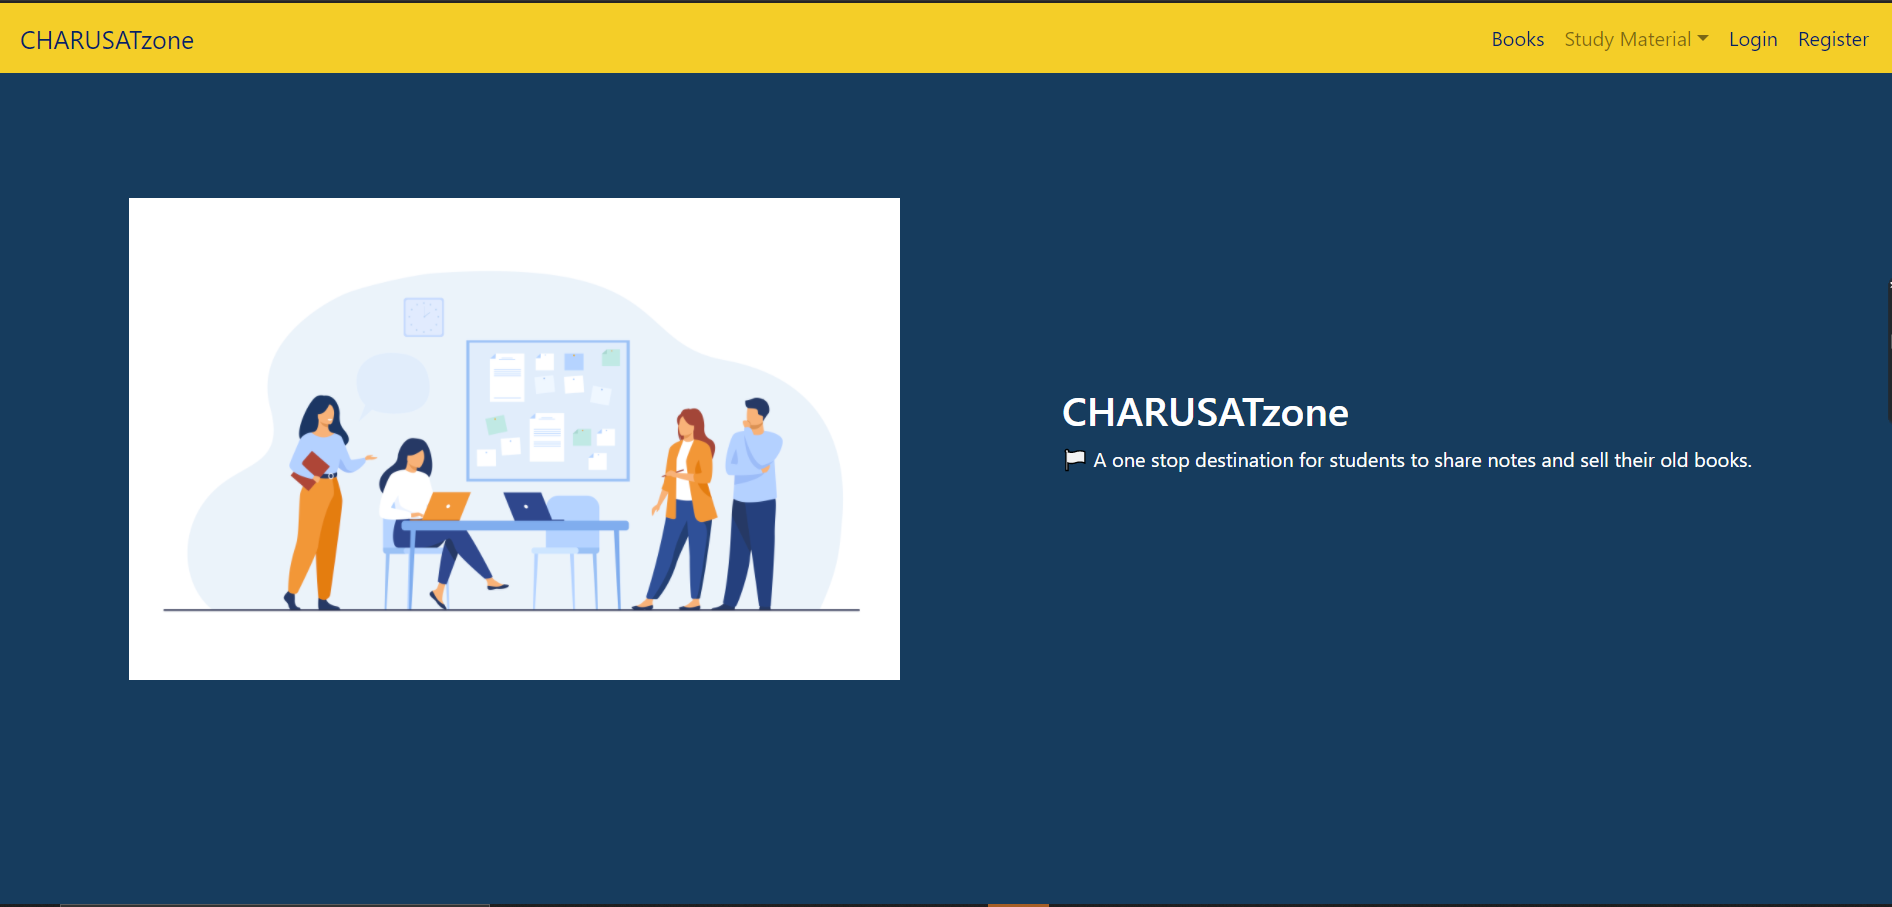 CHARUSATzone
Books Study Material Login Register
CHARUSATzone
A one stop destination for students to share notes and sell their old books.